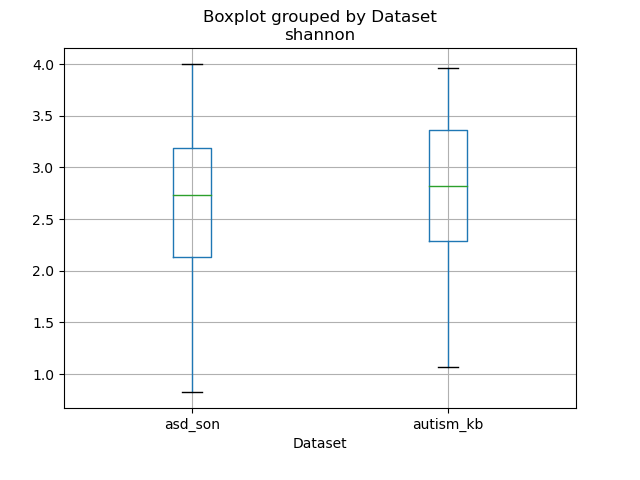 Boxplot grouped by Dataset
shannon
4.0
3.5
3.0
2.5
2.0
1.5
1.0
asd_son autism_kb
Dataset